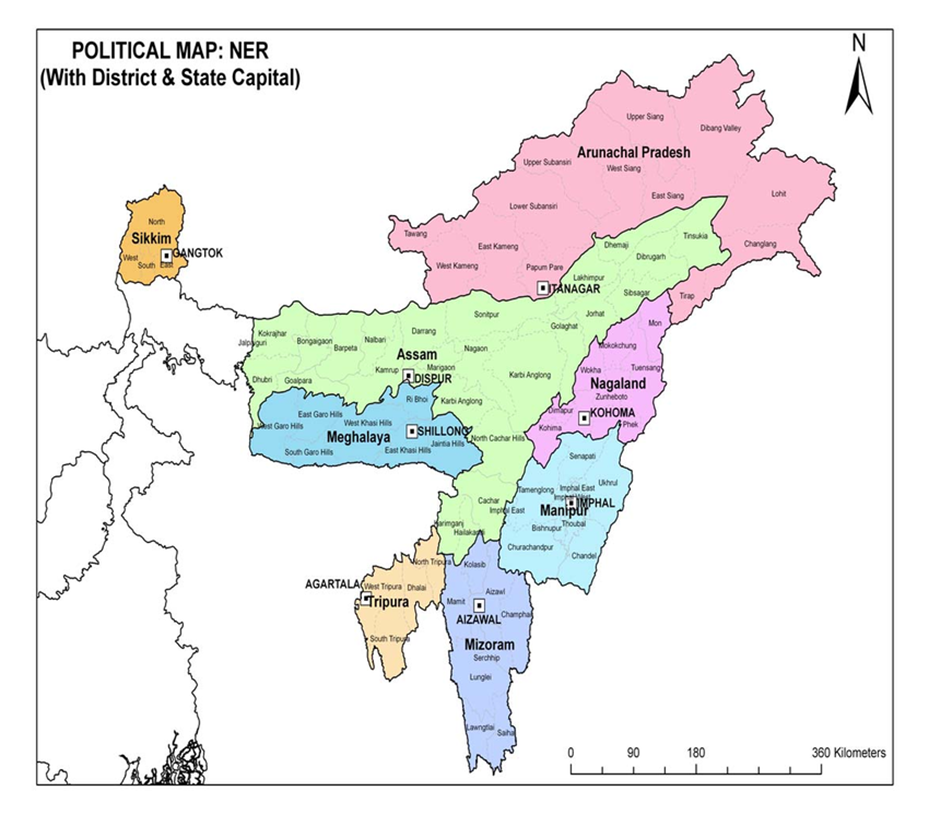 POLITICAL MAP: NER
(With District & State Capital)
N
Upper Siang
Dibang Valley
Arunachal Pradesh
Upper Subansiri
West Siang
East Siang
Lohit
Lower Subansiri
Tawang
East Kameng
Changlang
West Kameng
Papum Pare
ITANAGAR
Tirap
North
Sikkim
West
South
East
GANGTOK
Tinsukia
Dhemaji
Dibrugarh
Lakhimpur
Sibsagar
Jorhat
Sonitpur
Golaghat
Kokrajhar
Jalpaiguri
Bongaigaon
Barpeta
Nalbari
Darrang
Nagaon
Assam
Kamrup
Marigaon
DISPUR
Karbi Anglong
Dhubri
Goalpara
Karbi Anglong
North Cachar Hills
Cachar
Imphal East
Karimganj
Hailakandi
Mon
Mokokchung
Wokha
Tuensang
Nagaland
Zunheboto
Dimapur
KOHOMA
Kohima
Phek
Ri Bhoi
East Garo Hills
West Garo Hills
West Khasi Hills
SHILLONG
Meghalaya
Jaintia Hills
South Garo Hills
East Khasi Hills
Senapati
Ukhrul
Tamenglong
Imphal East
Imphal West
IMPHAL
Manipur
Thoubal
Bishnupur
Churachandpur
Chandel
North Tripura
AGARTALA
West Tripura
Dhalai
Tripura
South Tripura
Kolasib
Aizawl
Mamit
Champhai
AIZAWAL
Mizoram
Serchhip
Lunglei
Lawngtlai
Saiha
0 90 180 360 Kilometers